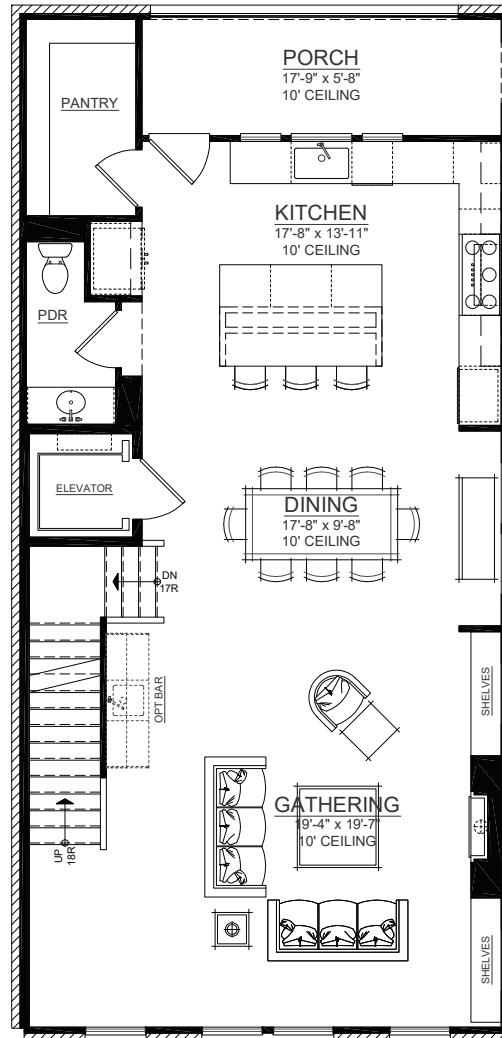 PORCH
17'-9" x 5'-8"
10' CEILING
PANTRY
KITCHEN
17'-8" x 13'-11"
10' CEILING
PDR
ELEVATOR
DINING
17'-8" x 9'-8"
10' CEILING
DN
17R
OPT BAR
SHELVES
GATHERING
19'-4" x 19'-7"
10' CEILING
UP
18R
SHELVES